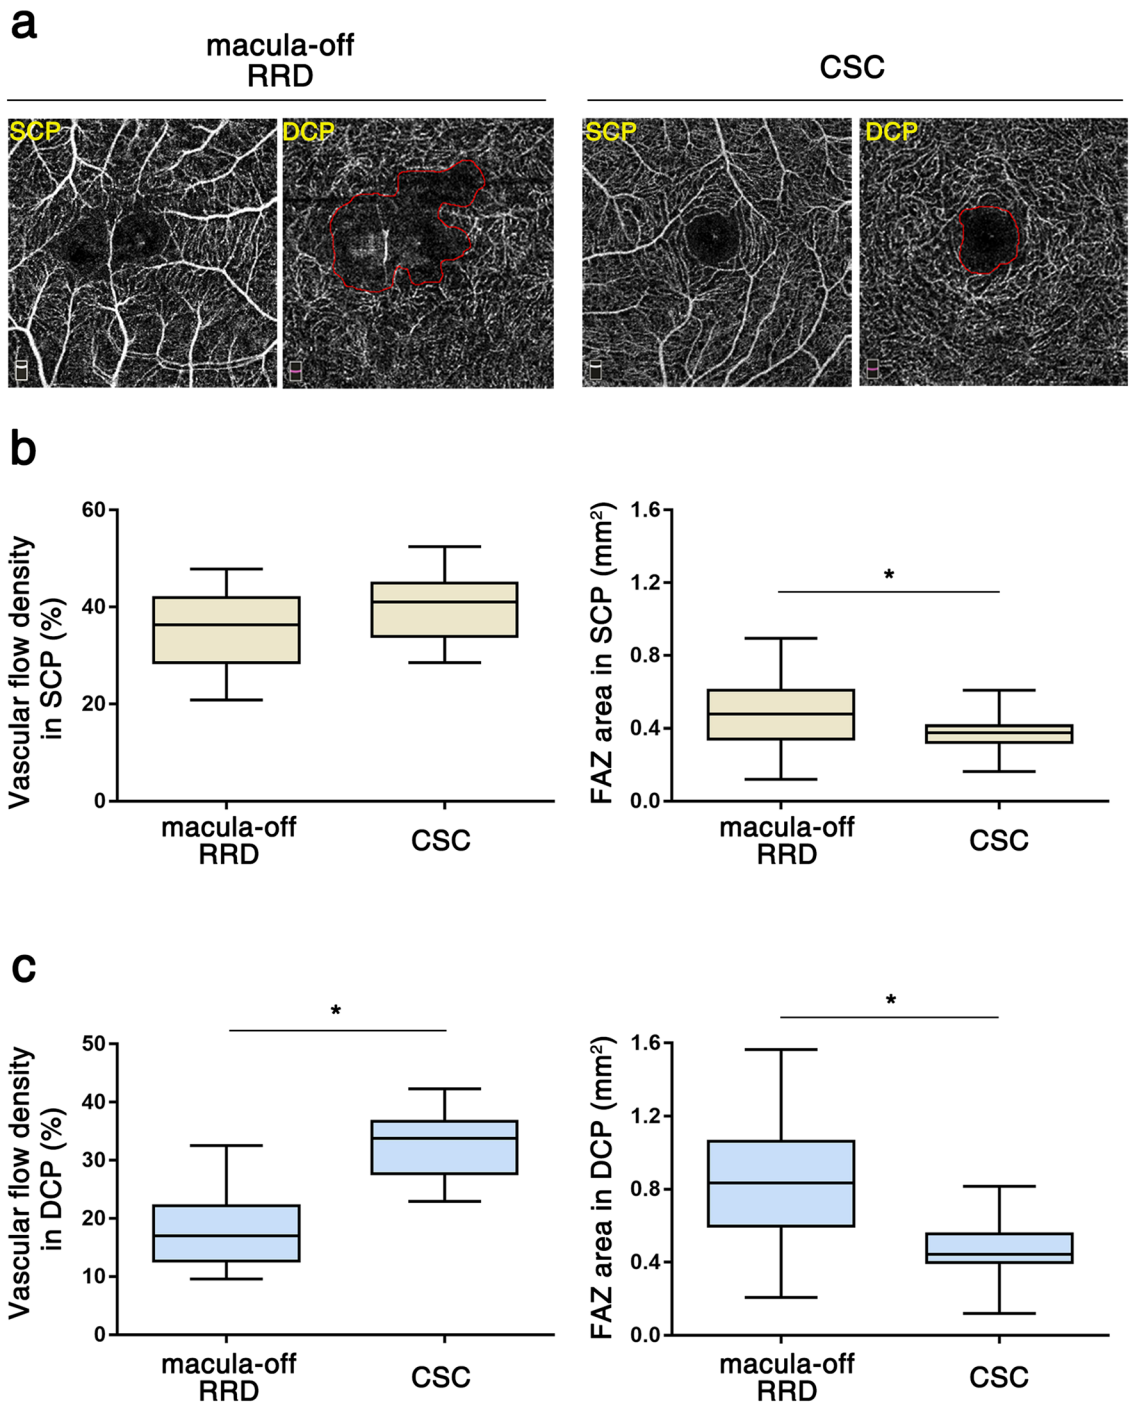 a
macula-off
RRD
CSC
SCP
DCP
SCP
DCP
b
Vascular flow density
in SCP (%)
60
40
20
0
macula-off
RRD
CSC
FAZ area in SCP (mm²)
1.6
1.2
0.8
0.4
0.0
*
macula-off
RRD
CSC
c
Vascular flow density
in DCP (%)
50
40
30
20
10
0
*
macula-off
RRD
CSC
FAZ area in DCP (mm²)
1.6
1.2
0.8
0.4
0.0
*
macula-off
RRD
CSC